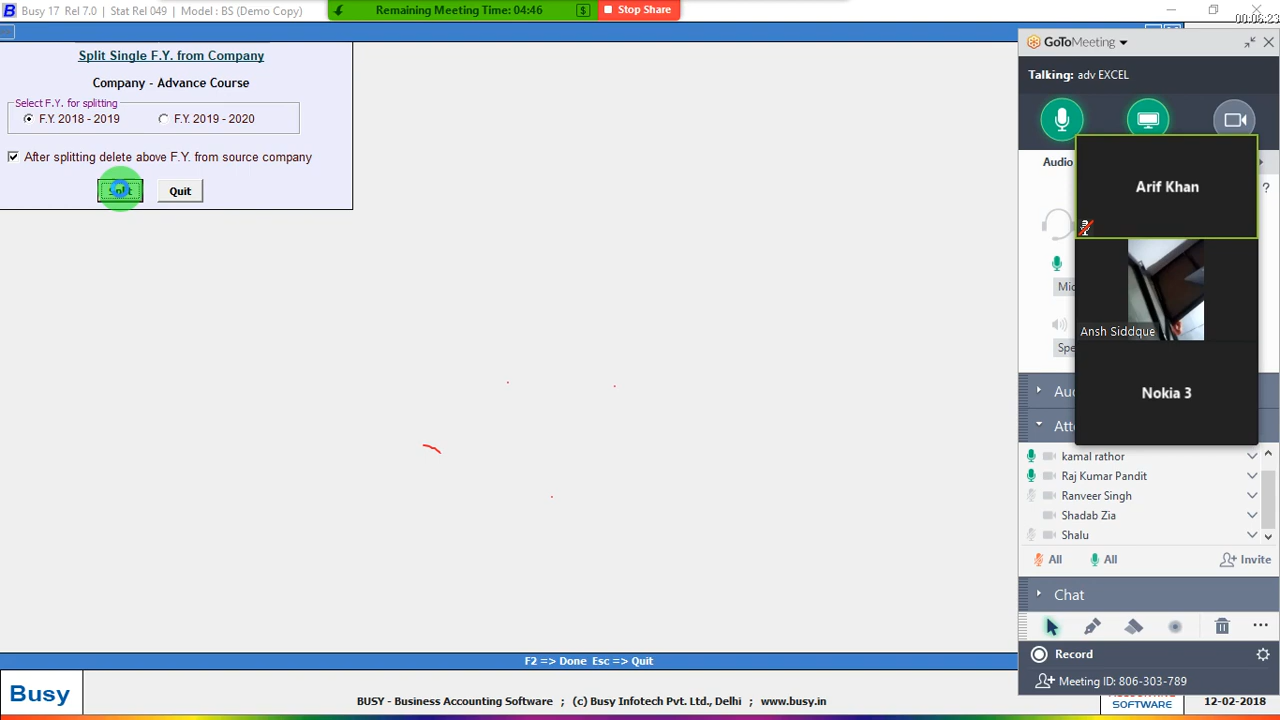 Busy 17 Rel 7.0 | Stat Rel 049 | Model : BS (Demo Copy)
Remaining Meeting Time: 04:46
$
Stop Share
00:06:23
Split Single F.Y. from Company
Company - Advance Course
Select F.Y. for splitting
F.Y. 2018 - 2019
F.Y. 2019 - 2020
After splitting delete above F.Y. from source company
Split
Quit
GoToMeeting
Talking: adv EXCEL
Audio
?
Arif Khan
Ansh Siddque
Nokia 3
kamal rathor
Raj Kumar Pandit
Ranveer Singh
Shadab Zia
Shalu
All
All
Invite
Chat
Record
Meeting ID: 806-303-789
F2 => Done Esc => Quit
Busy
BUSY - Business Accounting Software ; (c) Busy Infotech Pvt. Ltd., Delhi ; www.busy.in
SOFTWARE
12-02-2018